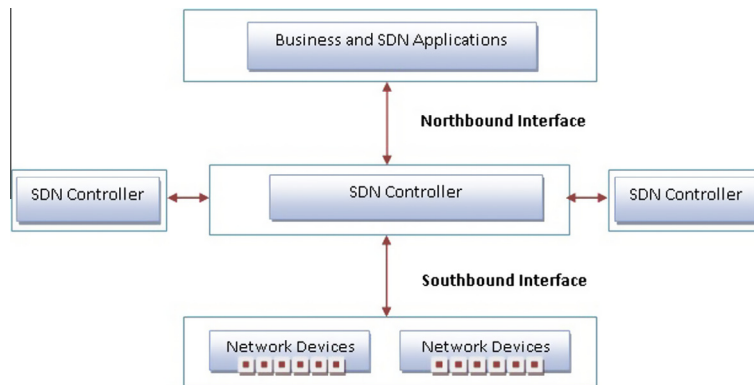 Business and SDN Applications
Northbound Interface
SDN Controller
SDN Controller
SDN Controller
Southbound Interface
Network Devices
Network Devices